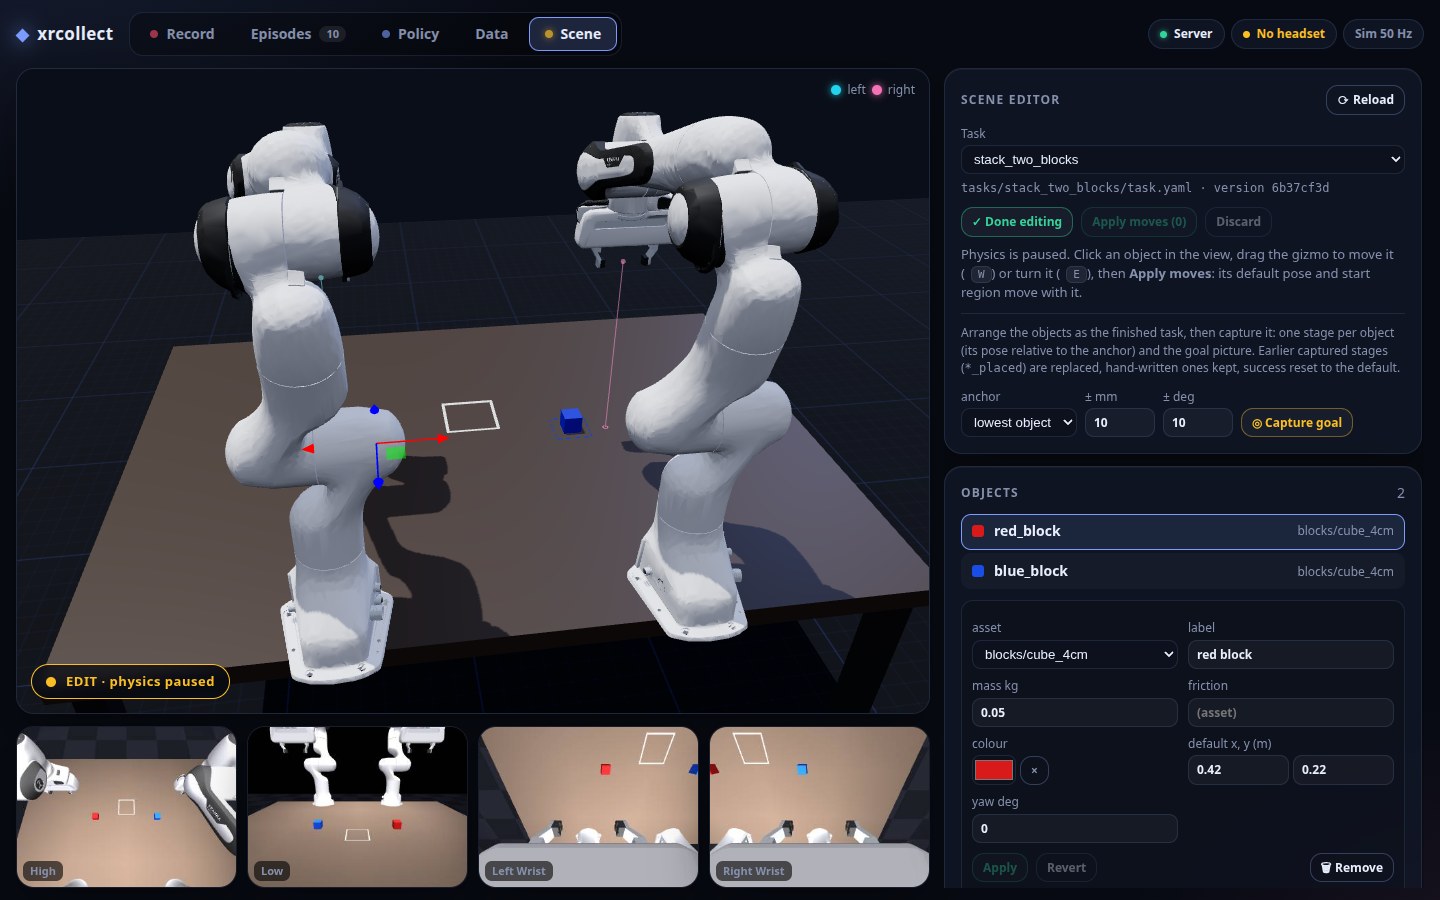 xrcollect
Record
Episodes 10
Policy
Data
Scene
Server
No headset
Sim 50 Hz
left right
EDIT · physics paused
High
Low
Left Wrist
Right Wrist
SCENE EDITOR
⟳ Reload
Task
stack_two_blocks
tasks/stack_two_blocks/task.yaml · version 6b37cf3d
✓ Done editing
Apply moves (0)
Discard
Physics is paused. Click an object in the view, drag the gizmo to move it
( W ) or turn it ( E ), then Apply moves: its default pose and start
region move with it.
Arrange the objects as the finished task, then capture it: one stage per object
(its pose relative to the anchor) and the goal picture. Earlier captured stages
(*_placed) are replaced, hand-written ones kept, success reset to the default.
anchor ± mm ± deg
lowest object 10 10 ◎ Capture goal
OBJECTS 2
red_block blocks/cube_4cm
blue_block blocks/cube_4cm
asset label
blocks/cube_4cm red block
mass kg friction
0.05 (asset)
colour default x, y (m)
× 0.42 0.22
yaw deg
0
Apply Revert Remove